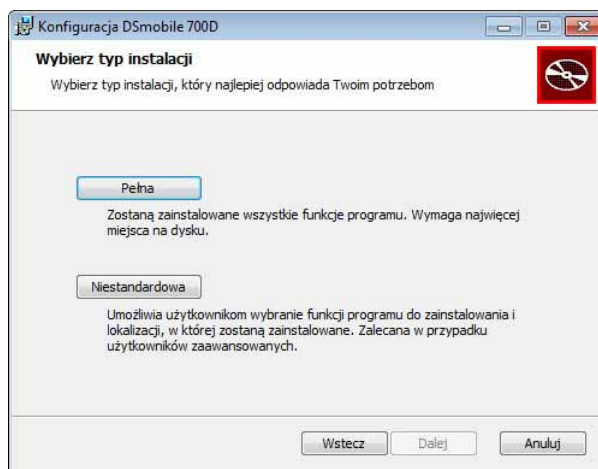 Konfiguracja DSmobile 700D
Wybierz typ instalacji
Wybierz typ instalacji, który najlepiej odpowiada Twoim potrzebom
Pełna
Zostaną zainstalowane wszystkie funkcje programu. Wymaga najwięcej
miejsca na dysku.
Niestandardowa
Umożliwia użytkownikom wybranie funkcji programu do zainstalowania i
lokalizacji, w której zostaną zainstalowane. Zalecana w przypadku
użytkowników zaawansowanych.
Wstecz Dalej Anuluj